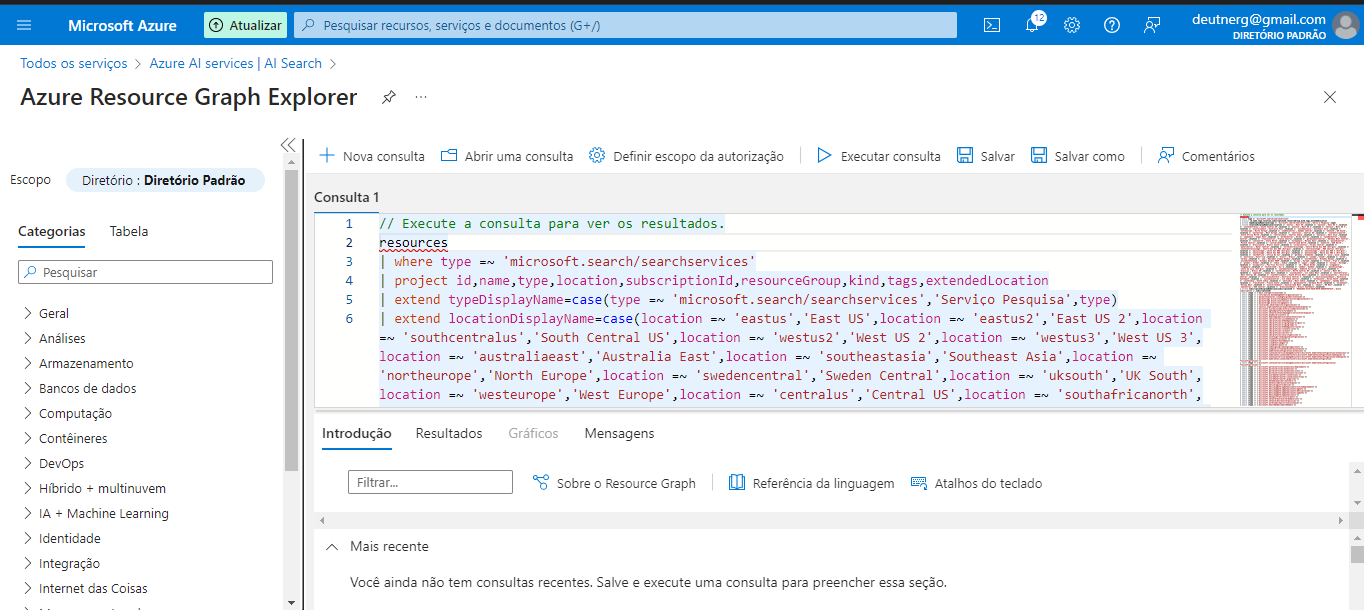 Microsoft Azure
Atualizar
Pesquisar recursos, serviços e documentos (G+/)
12
deutnerg@gmail.com
DIRETÓRIO PADRÃO
Todos os serviços > Azure AI services | AI Search >
Azure Resource Graph Explorer
Escopo
Diretório : Diretório Padrão
Categorias
Tabela
Pesquisar
Geral
Análises
Armazenamento
Bancos de dados
Computação
Contêineres
DevOps
Híbrido + multinuvem
IA + Machine Learning
Identidade
Integração
Internet das Coisas
Nova consulta
Abrir uma consulta
Definir escopo da autorização
Executar consulta
Salvar
Salvar como
Comentários
Consulta 1
1 // Execute a consulta para ver os resultados.
2 resources
3 | where type =~ 'microsoft.search/searchservices'
4 | project id,name,type,location,subscriptionId,resourceGroup,kind,tags,extendedLocation
5 | extend typeDisplayName=case(type =~ 'microsoft.search/searchservices','Serviço Pesquisa',type)
6 | extend locationDisplayName=case(location =~ 'eastus','East US',location =~ 'eastus2','East US 2',location
=~ 'southcentralus','South Central US',location =~ 'westus2','West US 2',location =~ 'westus3','West US 3',
location =~ 'australiaeast','Australia East',location =~ 'southeastasia','Southeast Asia',location =~
'northeurope','North Europe',location =~ 'swedencentral','Sweden Central',location =~ 'uksouth','UK South',
location =~ 'westeurope','West Europe',location =~ 'centralus','Central US',location =~ 'southafricanorth',
Introdução
Resultados
Gráficos
Mensagens
Filtrar...
Sobre o Resource Graph
Referência da linguagem
Atalhos do teclado
Mais recente
Você ainda não tem consultas recentes. Salve e execute uma consulta para preencher essa seção.